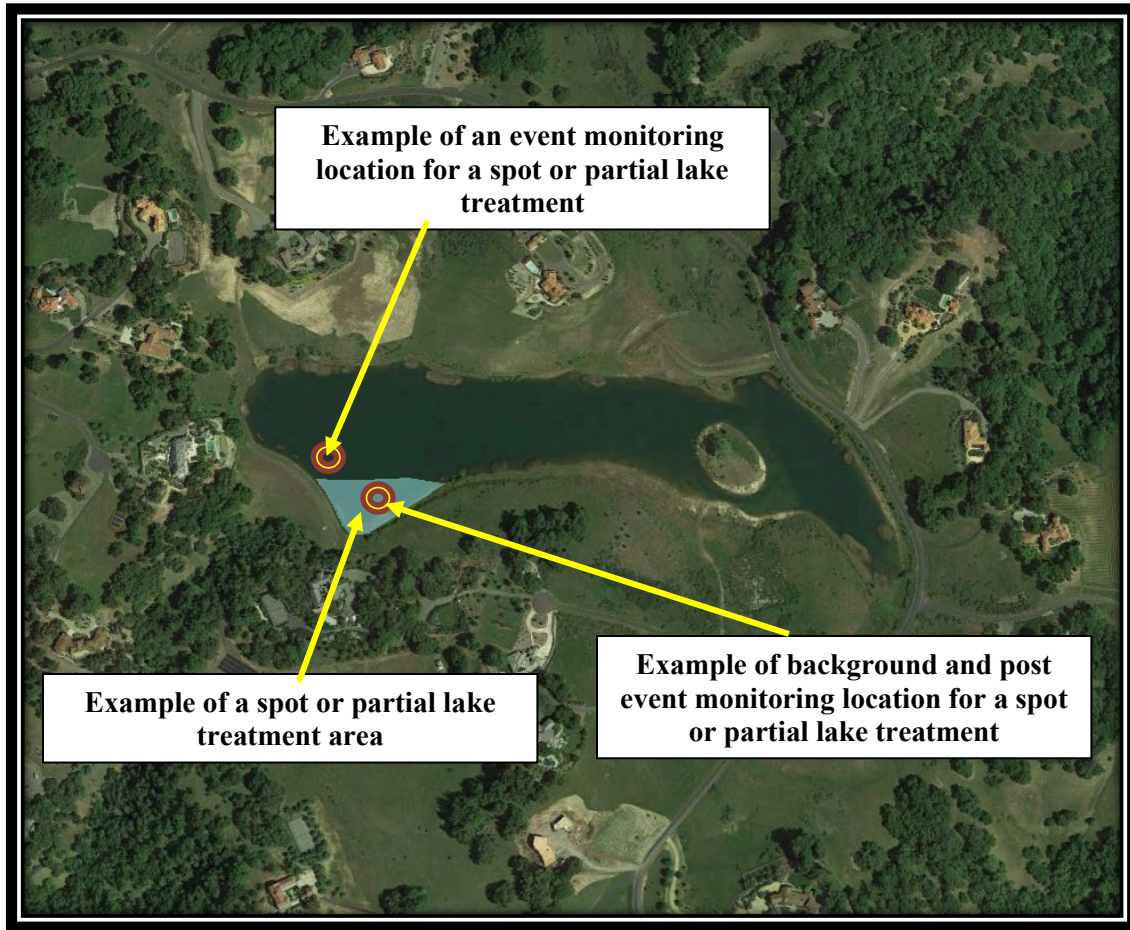 Example of an event monitoring
location for a spot or partial lake
treatment
Example of a spot or partial lake
treatment area
Example of background and post
event monitoring location for a spot
or partial lake treatment